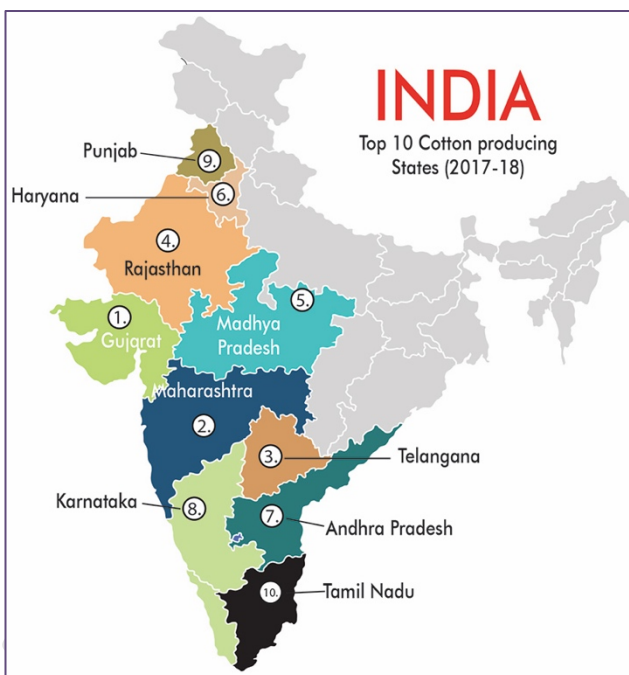 INDIA
Top 10 Cotton producing
States (2017-18)
Punjab
9.
Haryana
6.
4.
Rajasthan
1.
Gujarat
5.
Madhya
Pradesh
Maharashtra
2.
3.
Telangana
Karnataka
8.
7.
Andhra Pradesh
10.
Tamil Nadu